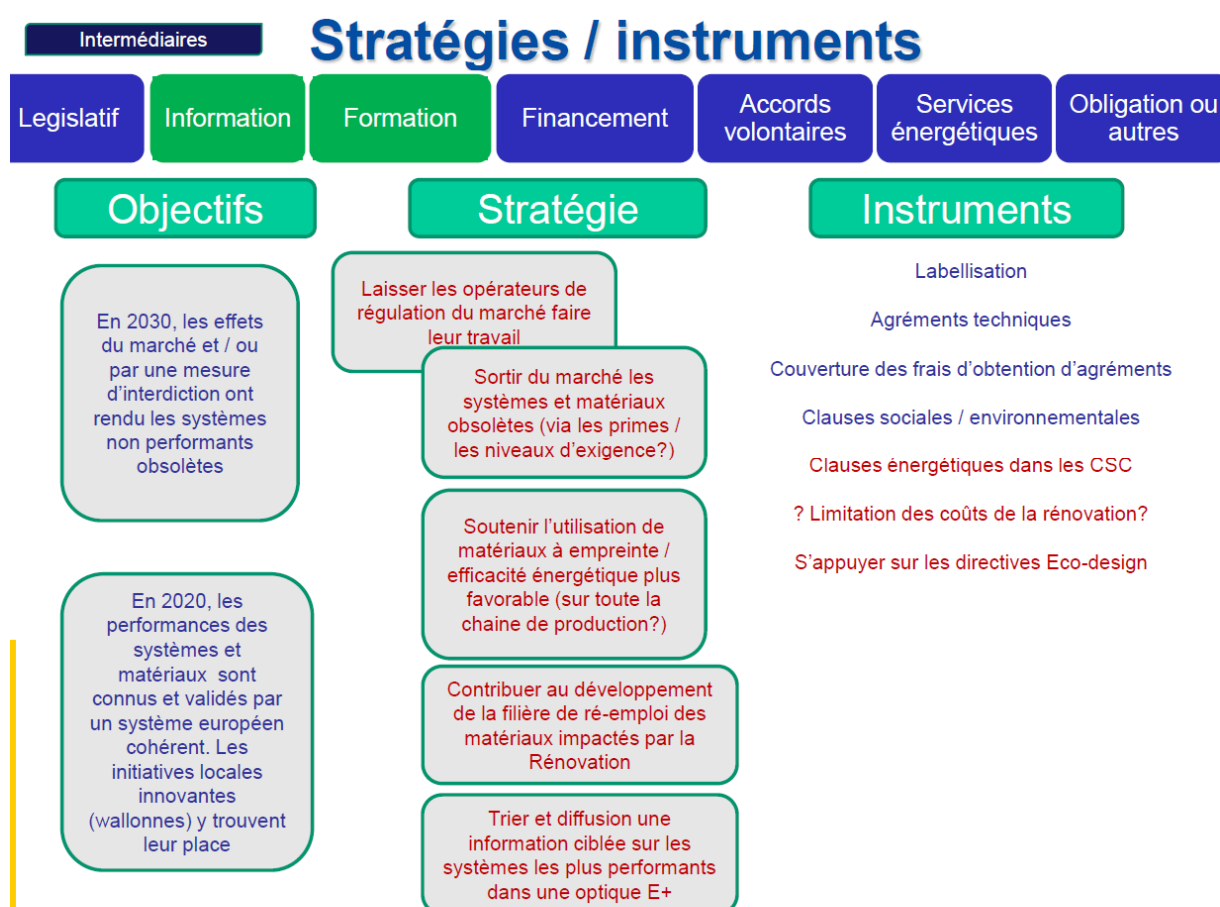 Intermédiaires
Stratégies / instruments
Legislatif
Information
Formation
Financement
Accords
volontaires
Services
énergétiques
Obligation ou
autres
Objectifs
Stratégie
Instruments
En 2030, les effets
du marché et / ou
par une mesure
d’interdiction ont
rendu les systèmes
non performants
obsolètes
En 2020, les
performances des
systèmes et
matériaux sont
connus et validés par
un système européen
cohérent. Les
initiatives locales
innovantes
(wallonnes) y trouvent
leur place
Laisser les opérateurs de
régulation du marché faire
leur travail
Sortir du marché les
systèmes et matériaux
obsolètes (via les primes /
les niveaux d’exigence?)
Soutenir l’utilisation de
matériaux à empreinte /
efficacité énergétique plus
favorable (sur toute la
chaine de production?)
Contribuer au développement
de la filière de ré-emploi des
matériaux impactés par la
Rénovation
Trier et diffusion une
information ciblée sur les
systèmes les plus performants
dans une optique E+
Labellisation
Agréments techniques
Couverture des frais d’obtention d’agréments
Clauses sociales / environnementales
Clauses énergétiques dans les CSC
? Limitation des coûts de la rénovation?
S’appuyer sur les directives Eco-design